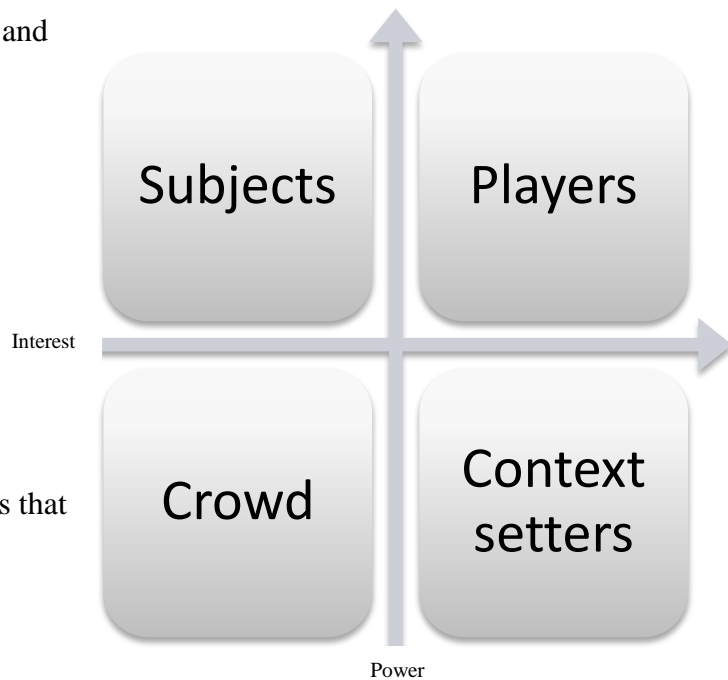 and
Subjects
Players
Interest
Crowd
Context
setters
s that
Power